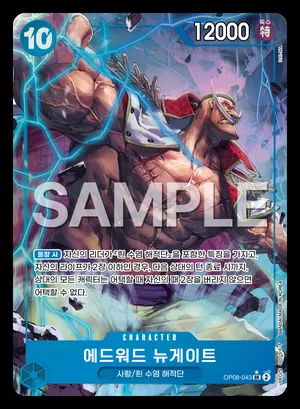 10
12000
특수
特
SAMPLE
등장 시 자신의 리더가 『흰 수염 해적단』을 포함한 특징을 가지고,
자신의 라이프가 2장 이하인 경우, 다음 상대의 턴 종료 시까지,
상대의 모든 캐릭터는 어택할 때 자신의 패 2장을 버리지 않으면
어택할 수 없다.
CHARACTER
에드워드 뉴게이트
사황/흰 수염 해적단
OP08-043 SR 2